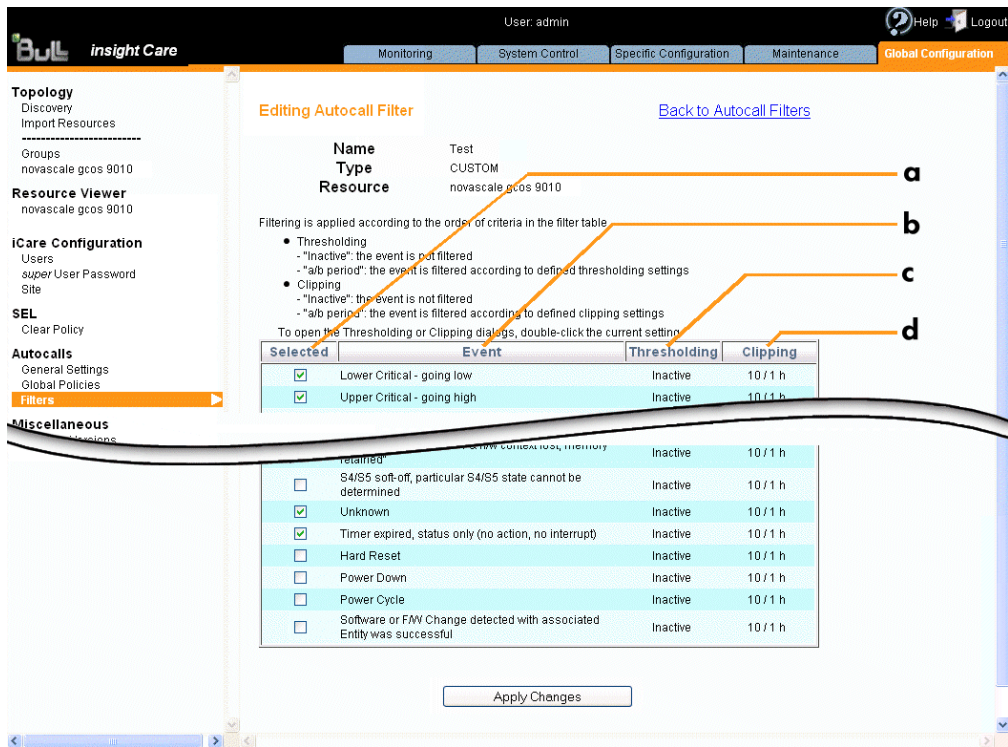 User: admin
Help
Logout
Bull
insight Care
Monitoring
System Control
Specific Configuration
Maintenance
Global Configuration
Topology
Discovery
Import Resources
-------------------------
Groups
novascale gcos 9010
Resource Viewer
novascale gcos 9010
iCare Configuration
Users
super User Password
Site
SEL
Clear Policy
Autocalls
General Settings
Global Policies
Filters
Miscellaneous
Versions
Editing Autocall Filter
Back to Autocall Filters
Name Test
Type CUSTOM
Resource novascale gcos 9010
Filtering is applied according to the order of criteria in the filter table
● Thresholding
- "Inactive": the event is not filtered
- "a/b period": the event is filtered according to defined thresholding settings
● Clipping
- "Inactive": the event is not filtered
- "a/b period": the event is filtered according to defined clipping settings
To open the Thresholding or Clipping dialogs, double-click the current setting
a
b
c
d
Selected Event Thresholding Clipping
Lower Critical - going low Inactive 10 / 1 h
Upper Critical - going high Inactive 10 / 1 h
context lost, memory
retained" Inactive 10 / 1 h
S4/S5 soft-off, particular S4/S5 state cannot be
determined Inactive 10 / 1 h
Unknown Inactive 10 / 1 h
Timer expired, status only (no action, no interrupt) Inactive 10 / 1 h
Hard Reset Inactive 10 / 1 h
Power Down Inactive 10 / 1 h
Power Cycle Inactive 10 / 1 h
Software or F/W Change detected with associated
Entity was successful Inactive 10 / 1 h
Apply Changes